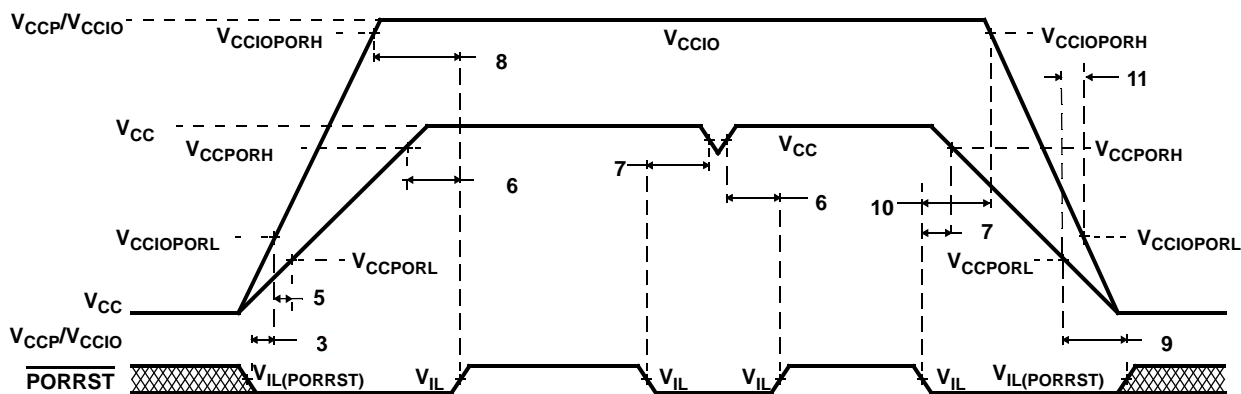 VCCP/VCCIO
VCCIOPORH
VCCIO
VCCIOPORH
8
11
VCC
VCCPORH
VCC
VCCPORH
6
7
6
10
7
VCCIOPORL
VCCIOPORL
VCCPORL
VCCPORL
VCC
5
VCCP/VCCIO
3
9
PORRST
VIL(PORRST)
VIL
VIL
VIL
VIL
VIL(PORRST)